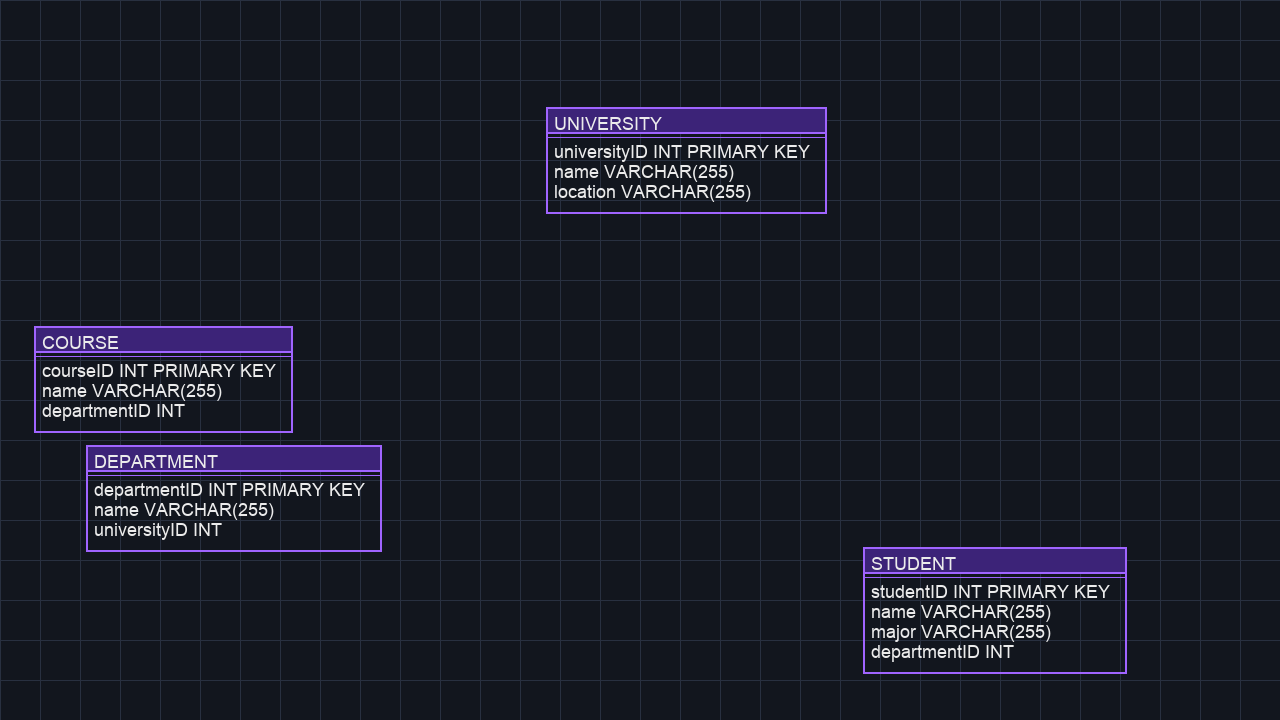 UNIVERSITY
universityID INT PRIMARY KEY
name VARCHAR(255)
location VARCHAR(255)
COURSE
courseID INT PRIMARY KEY
name VARCHAR(255)
departmentID INT
DEPARTMENT
departmentID INT PRIMARY KEY
name VARCHAR(255)
universityID INT
STUDENT
studentID INT PRIMARY KEY
name VARCHAR(255)
major VARCHAR(255)
departmentID INT